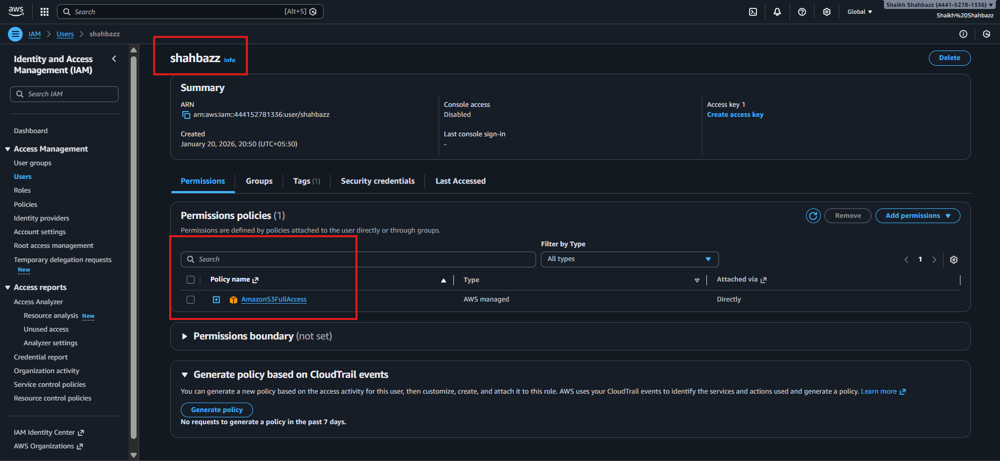 aws
Search [Alt+S]
Global
Shaikh Shahbazz (4441-5278-1336)
Shaikh%20Shahbazz
IAM Users shahbazz
Identity and Access Management (IAM)
Search IAM
Dashboard
Access Management
User groups
Users
Roles
Policies
Identity providers
Account settings
Root access management
Temporary delegation requests
New
Access reports
Access Analyzer
Resource analysis New
Unused access
Analyzer settings
Credential report
Organization activity
Service control policies
Resource control policies
IAM Identity Center
AWS Organizations
shahbazz Info
Delete
Summary
ARN
arn:aws:iam::444152781336:user/shahbazz
Created
January 20, 2026, 20:50 (UTC+05:30)
Console access
Disabled
Last console sign-in
-
Access key 1
Create access key
Permissions Groups Tags (1) Security credentials Last Accessed
Permissions policies (1)
Remove Add permissions
Permissions are defined by policies attached to the user directly or through groups.
Filter by Type
Search All types 1
Policy name Type Attached via
AmazonS3FullAccess AWS managed Directly
Permissions boundary (not set)
Generate policy based on CloudTrail events
You can generate a new policy based on the access activity for this user, then customize, create, and attach it to this role. AWS uses your CloudTrail events to identify the services and actions used and generate a policy. Learn more
Generate policy
No requests to generate a policy in the past 7 days.